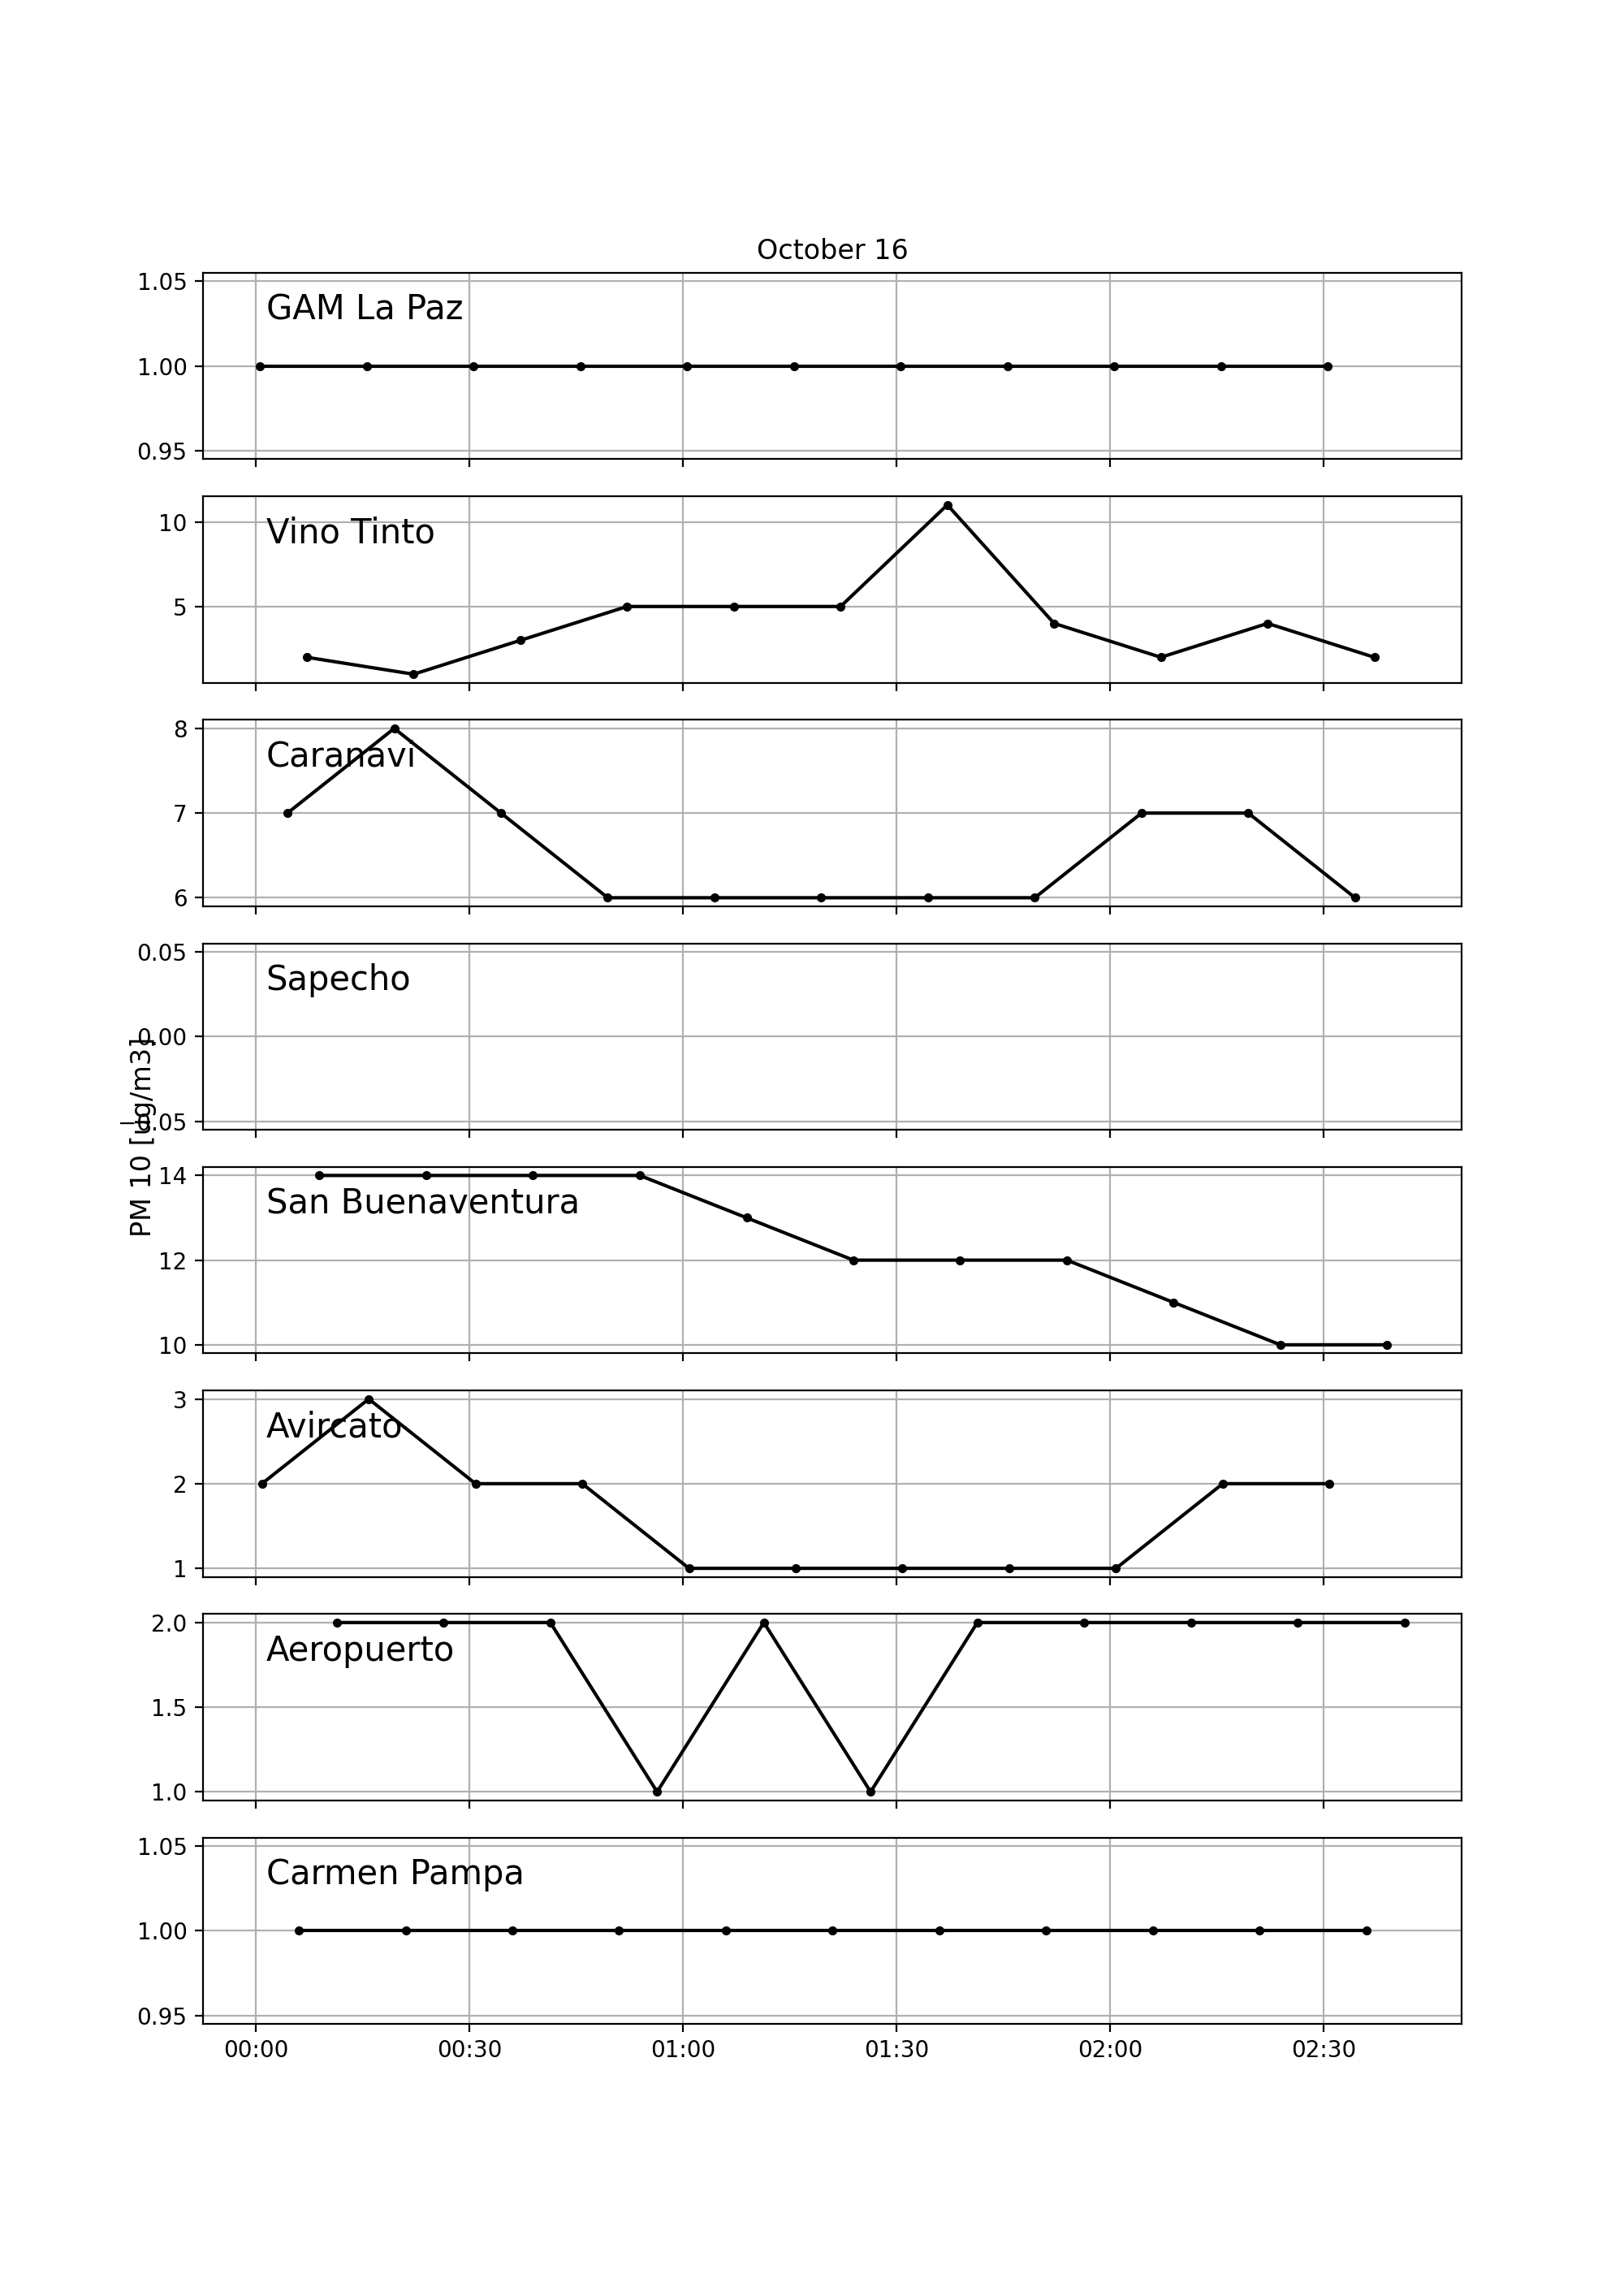 October 16
1.05
GAM La Paz
1.00
0.95
10
Vino Tinto
5
8
Caranavi
7
6
0.05
Sapecho
0.00
−0.05
PM 10 [ug/m3]
14
San Buenaventura
12
10
3
Avircato
2
1
2.0
Aeropuerto
1.5
1.0
1.05
Carmen Pampa
1.00
0.95
00:00 00:30 01:00 01:30 02:00 02:30